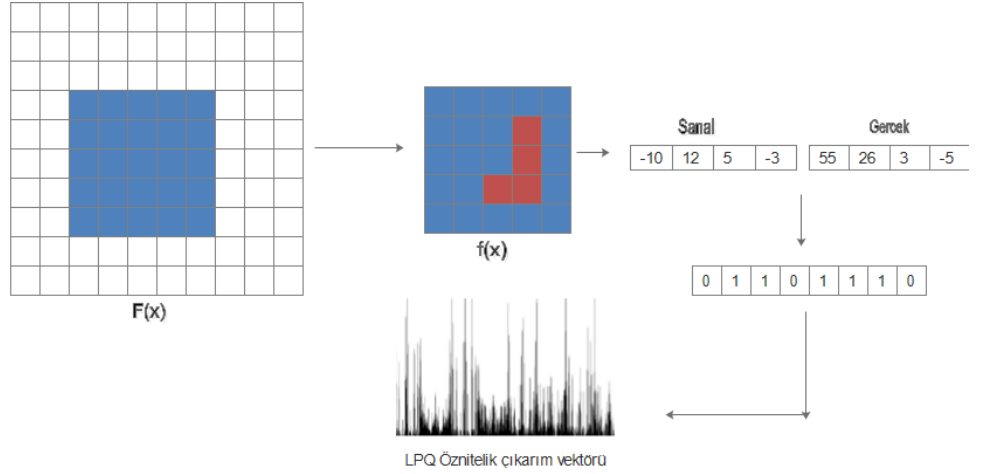 Sanal
Gercek
-10 12 5 -3
55 26 3 -5
f(x)
0 1 1 0 1 1 1 0
F(x)
LPQ Öznitelik çıkarım vektörü